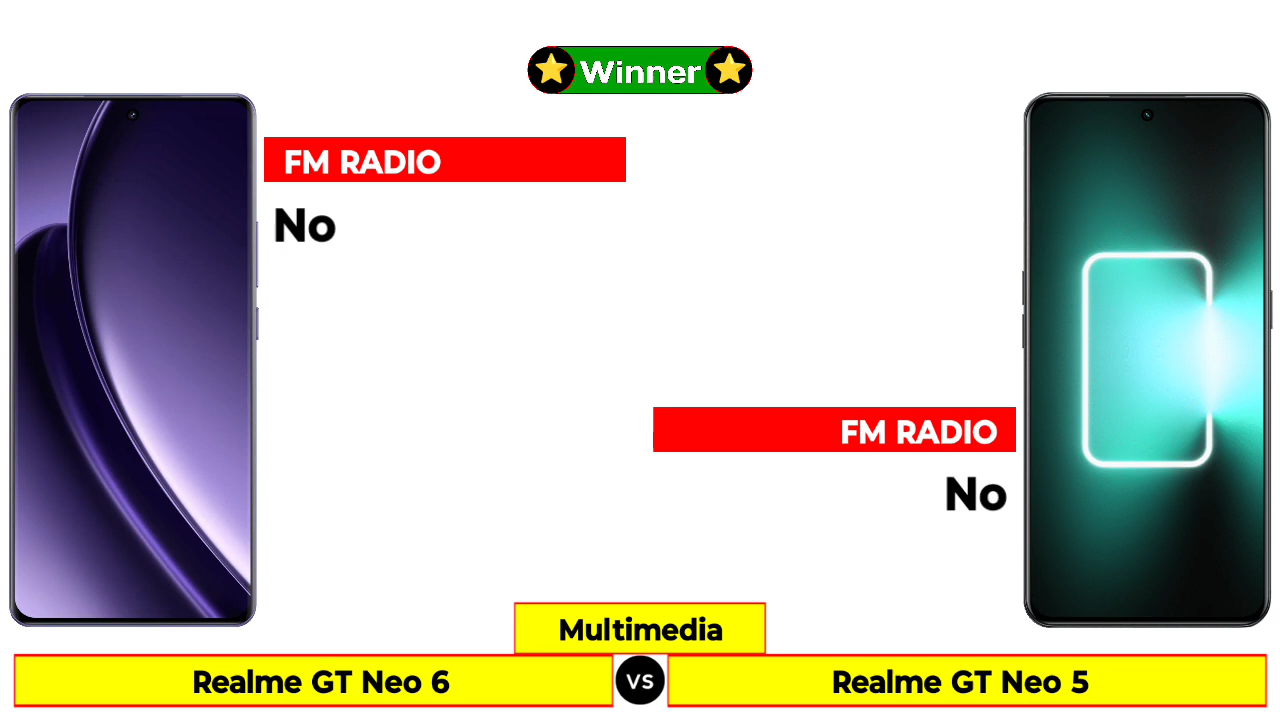 Winner
FM RADIO
No
FM RADIO
No
Multimedia
Realme GT Neo 6
VS
Realme GT Neo 5